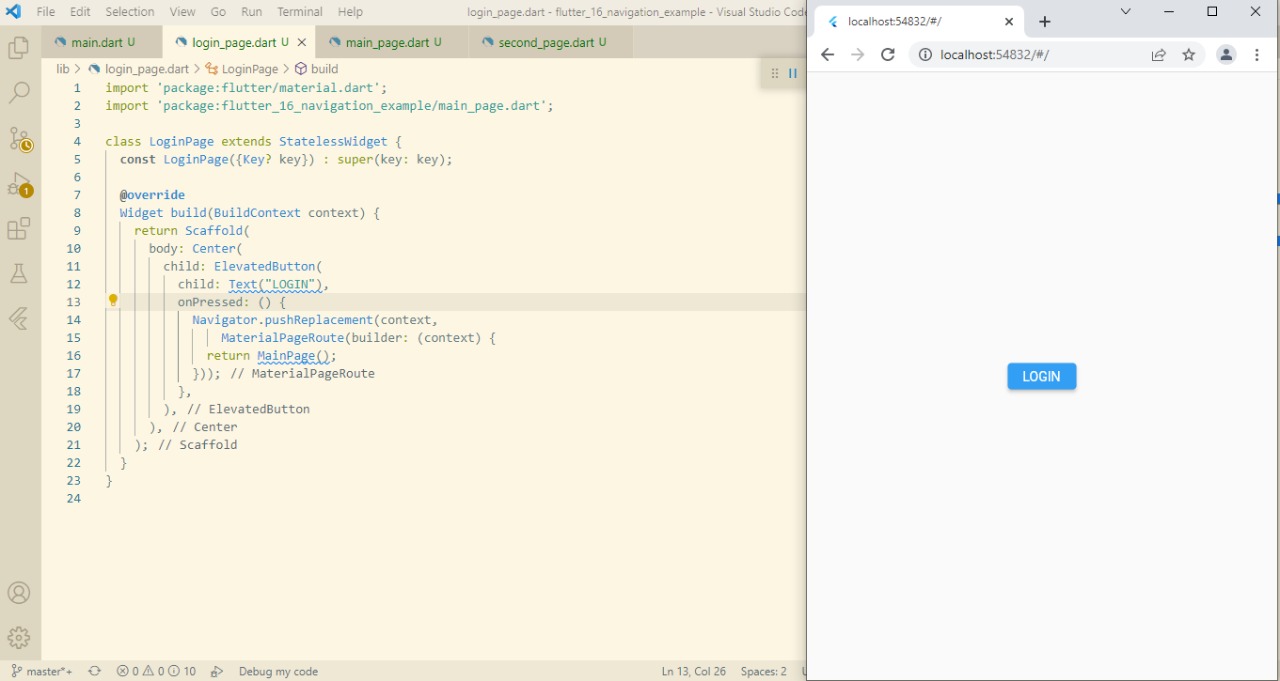 File Edit Selection View Go Run Terminal Help
login_page.dart - flutter_16_navigation_example - Visual Studio Code
main.dart U
login_page.dart U
main_page.dart U
second_page.dart U
lib > login_page.dart > LoginPage > build
1 import 'package:flutter/material.dart';
2 import 'package:flutter_16_navigation_example/main_page.dart';
3
4 class LoginPage extends StatelessWidget {
5 const LoginPage({Key? key}) : super(key: key);
6
7 @override
8 Widget build(BuildContext context) {
9 return Scaffold(
10 body: Center(
11 child: ElevatedButton(
12 child: Text("LOGIN"),
13 onPressed: () {
14 Navigator.pushReplacement(context,
15 MaterialPageRoute(builder: (context) {
16 return MainPage();
17 })); // MaterialPageRoute
18 },
19 ), // ElevatedButton
20 ), // Center
21 ); // Scaffold
22 }
23 }
24
1
master*+ 0 0 10 Debug my code
Ln 13, Col 26 Spaces: 2
localhost:54832/#/
localhost:54832/#/
LOGIN